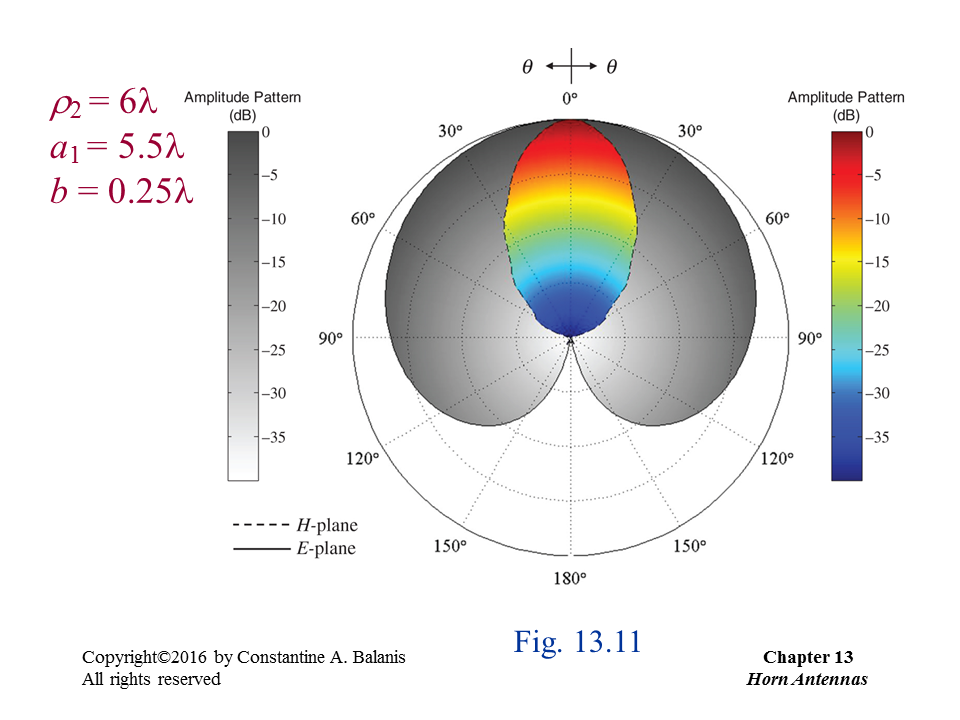 ρ2 = 6λ
a1 = 5.5λ
b = 0.25λ
Amplitude Pattern
(dB)
0
–5
–10
–15
–20
–25
–30
–35
θ θ
0°
30° 30°
60° 60°
90° 90°
120° 120°
150° 150°
180°
Amplitude Pattern
(dB)
0
–5
–10
–15
–20
–25
–30
–35
H-plane
E-plane
Fig. 13.11
Copyright©2016 by Constantine A. Balanis
All rights reserved
Chapter 13
Horn Antennas